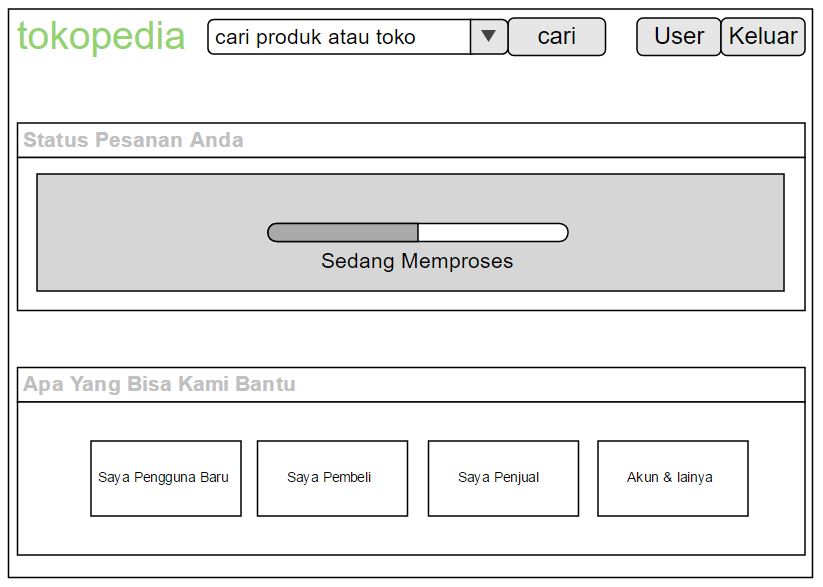 tokopedia
cari produk atau toko
cari
User
Keluar
Status Pesanan Anda
Sedang Memproses
Apa Yang Bisa Kami Bantu
Saya Pengguna Baru
Saya Pembeli
Saya Penjual
Akun & lainya